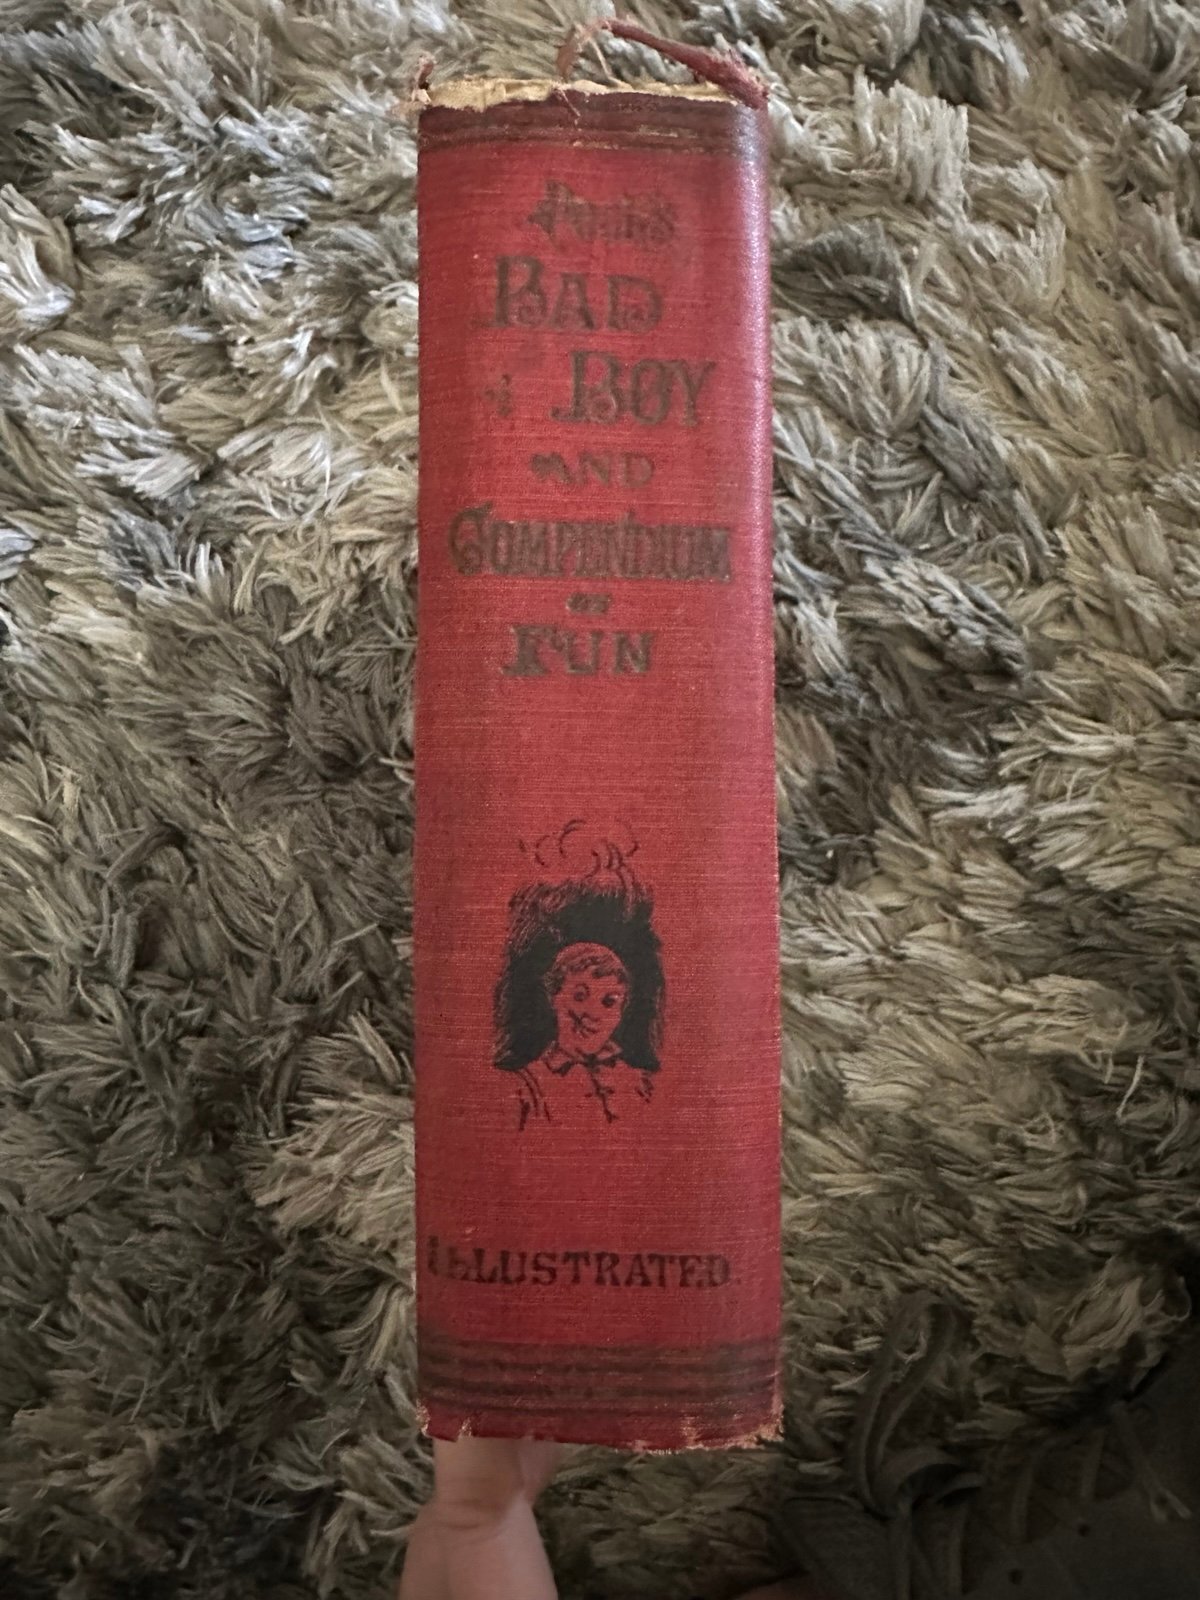 Peck's
BAD
BOY
AND
COMPENDIUM
OF
FUN
ILLUSTRATED.